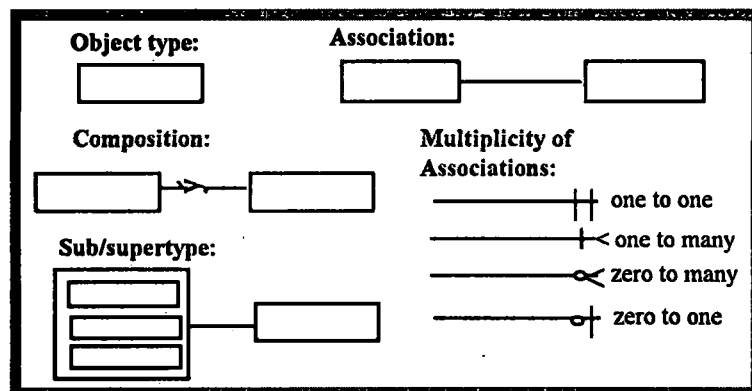 Object type:
Association:
Composition:
Multiplicity of
Associations:
one to one
one to many
zero to many
zero to one
Sub/supertype: